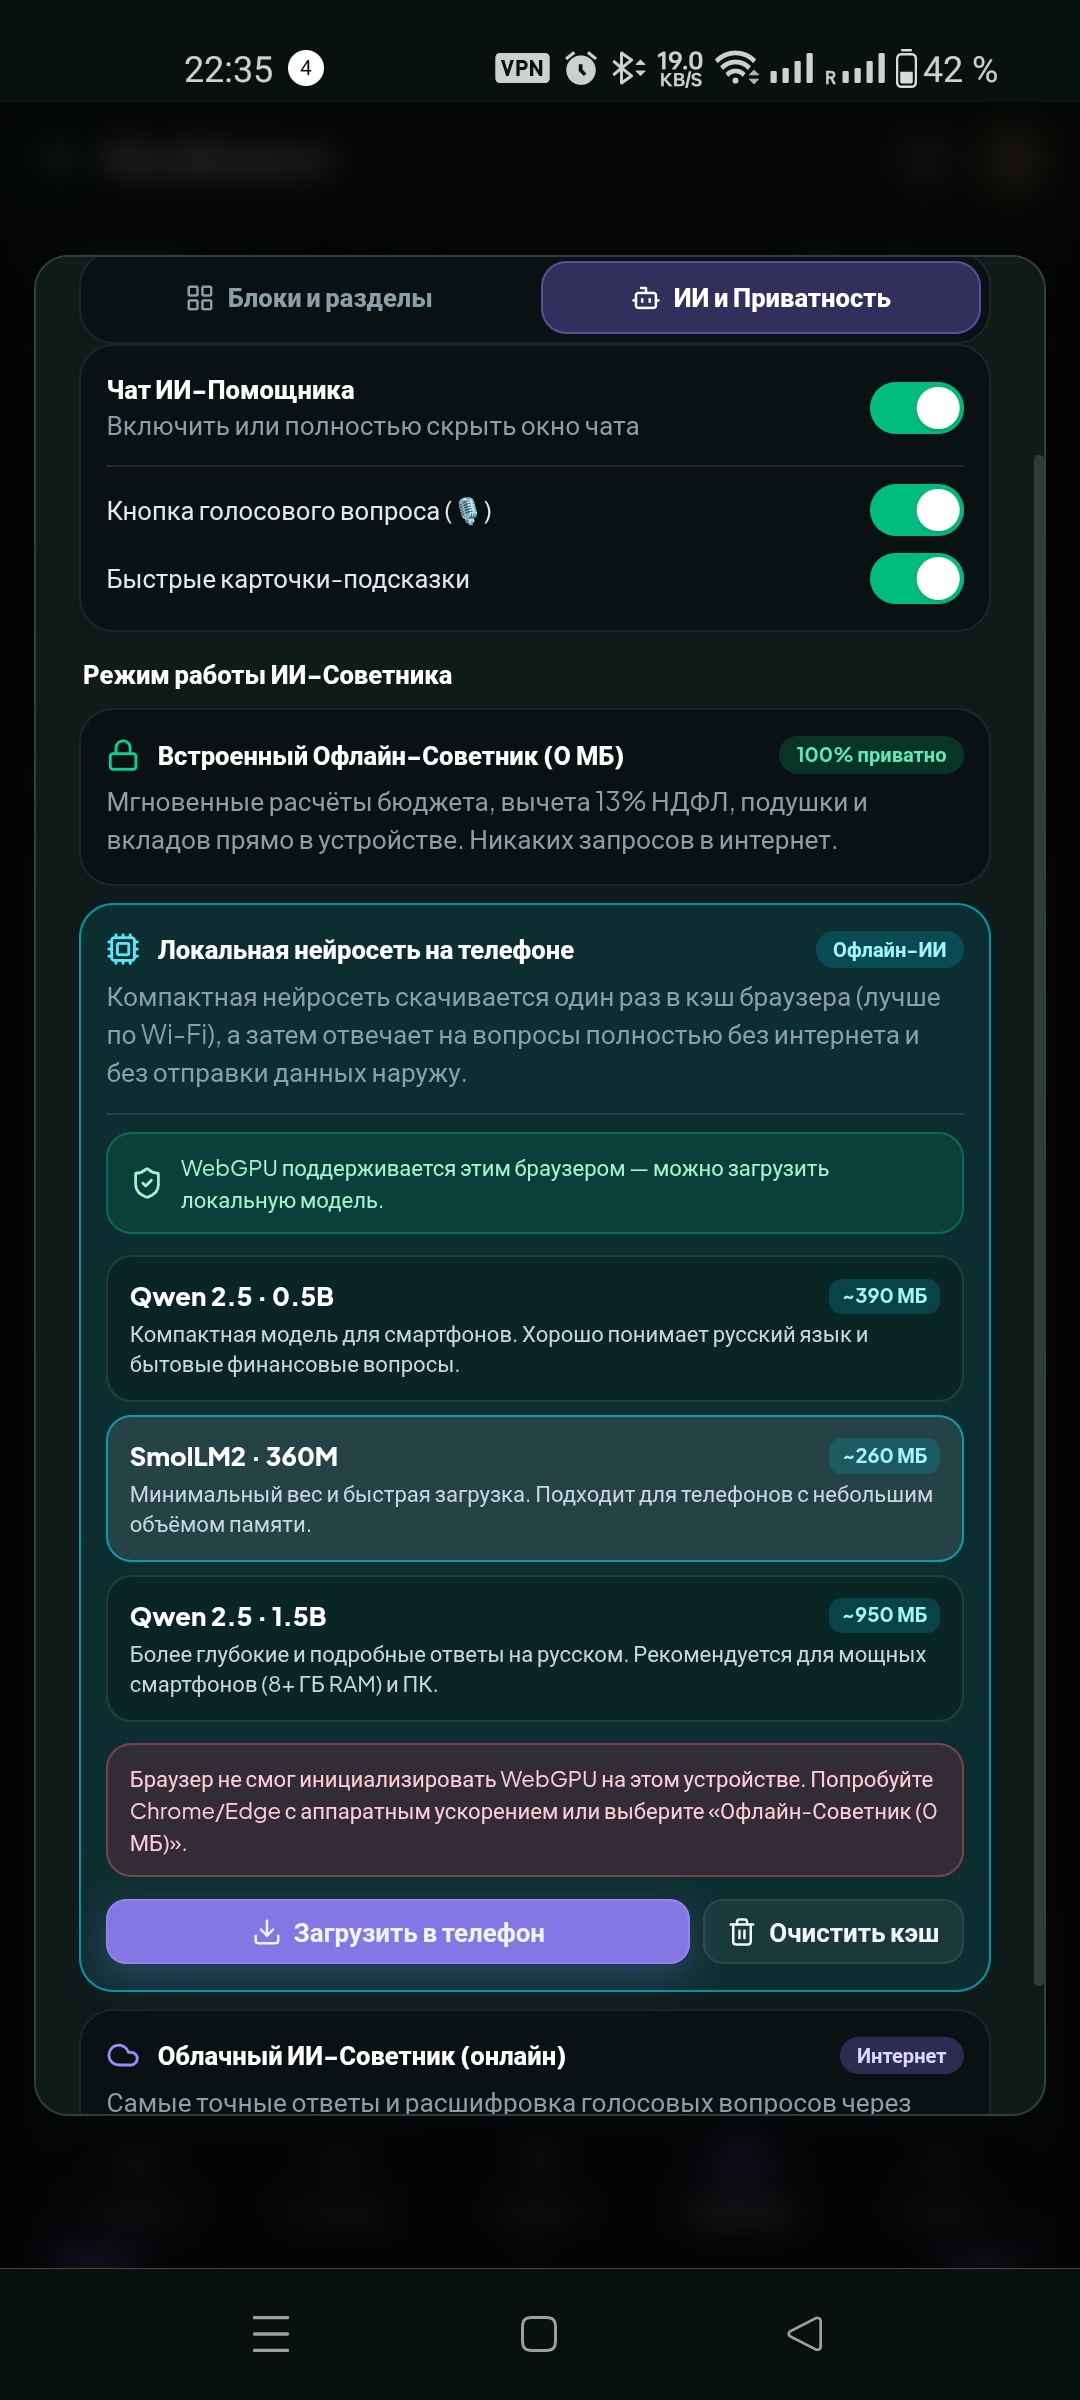 22:35 4 VPN 19.0 KB/S R 42 %
Блоки и разделы
ИИ и Приватность
Чат ИИ-Помощника
Включить или полностью скрыть окно чата
Кнопка голосового вопроса (🎙️)
Быстрые карточки-подсказки
Режим работы ИИ-Советника
Встроенный Офлайн-Советник (0 МБ)
100% приватно
Мгновенные расчёты бюджета, вычета 13% НДФЛ, подушки и
вкладов прямо в устройстве. Никаких запросов в интернет.
Локальная нейросеть на телефоне
Офлайн-ИИ
Компактная нейросеть скачивается один раз в кэш браузера (лучше
по Wi-Fi), а затем отвечает на вопросы полностью без интернета и
без отправки данных наружу.
WebGPU поддерживается этим браузером — можно загрузить
локальную модель.
Qwen 2.5 · 0.5B
~390 МБ
Компактная модель для смартфонов. Хорошо понимает русский язык и
бытовые финансовые вопросы.
SmolLM2 · 360M
~260 МБ
Минимальный вес и быстрая загрузка. Подходит для телефонов с небольшим
объёмом памяти.
Qwen 2.5 · 1.5B
~950 МБ
Более глубокие и подробные ответы на русском. Рекомендуется для мощных
смартфонов (8+ ГБ RAM) и ПК.
Браузер не смог инициализировать WebGPU на этом устройстве. Попробуйте
Chrome/Edge с аппаратным ускорением или выберите «Офлайн-Советник (0
МБ)».
Загрузить в телефон
Очистить кэш
Облачный ИИ-Советник (онлайн)
Интернет
Самые точные ответы и расшифровка голосовых вопросов через